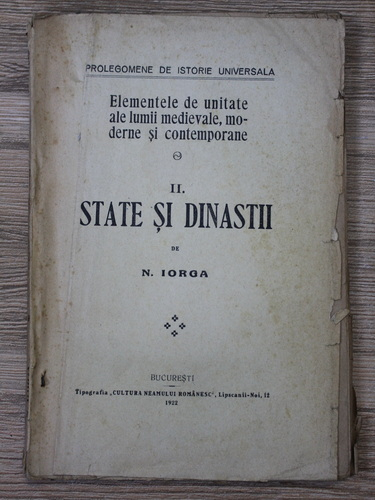 PROLEGOMENE DE ISTORIE UNIVERSALA
Elementele de unitate
ale lumii medievale, mo-
derne și contemporane
II.
STATE ȘI DINASTII
DE
N. IORGA
BUCUREȘTI
Tipografia „CULTURA NEAMULUI ROMÂNESC", Lipscanii-Noi, 12
1922